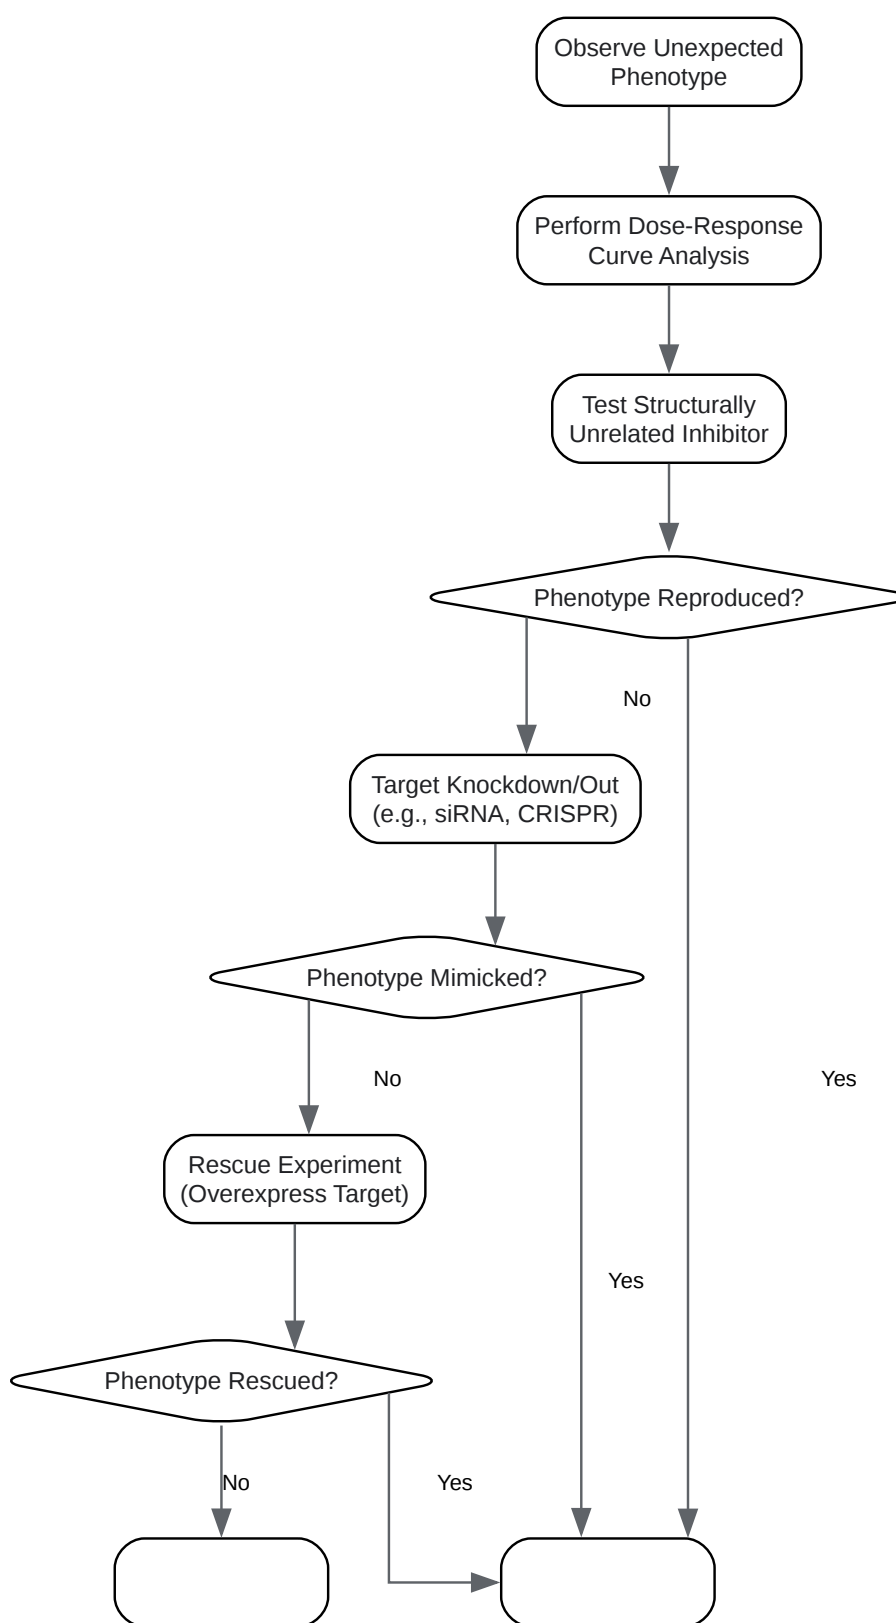 Observe Unexpected
Phenotype
Perform Dose-Response
Curve Analysis
Test Structurally
Unrelated Inhibitor
Phenotype Reproduced?
No
Target Knockdown/Out
(e.g., siRNA, CRISPR)
Phenotype Mimicked?
No
Yes
Rescue Experiment
(Overexpress Target)
Yes
Phenotype Rescued?
No
Yes